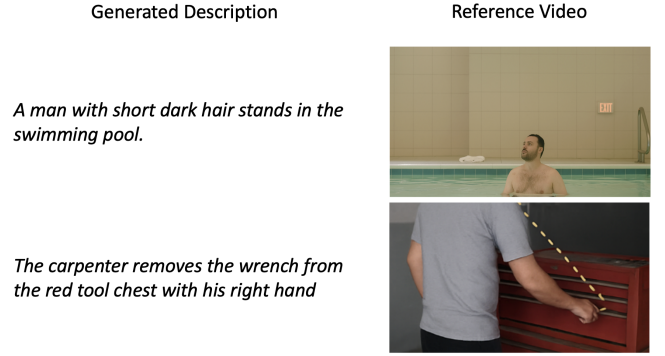 Generated Description
Reference Video
A man with short dark hair stands in the
swimming pool.
The carpenter removes the wrench from
the red tool chest with his right hand